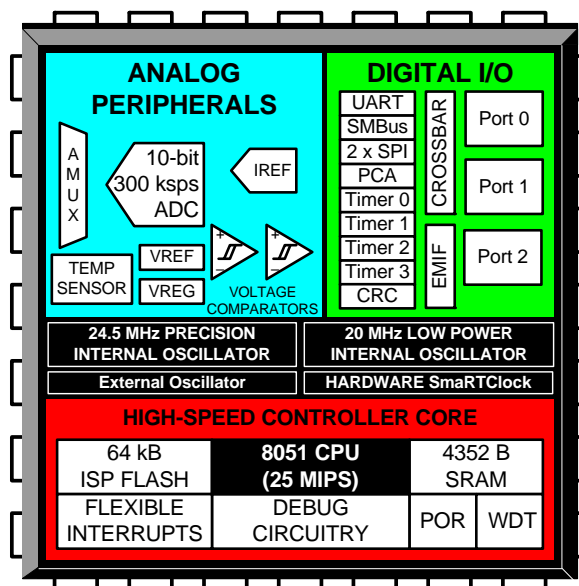 ANALOG
PERIPHERALS
A
M
U
X
10-bit
300 ksps
ADC
IREF
TEMP
SENSOR
VREF
VREG
+
–
+
–
VOLTAGE
COMPARATORS
DIGITAL I/O
UART
SMBus
2 x SPI
PCA
Timer 0
Timer 1
Timer 2
Timer 3
CRC
CROSSBAR
EMIF
Port 0
Port 1
Port 2
24.5 MHz PRECISION
INTERNAL OSCILLATOR
20 MHz LOW POWER
INTERNAL OSCILLATOR
External Oscillator
HARDWARE SmaRTClock
HIGH-SPEED CONTROLLER CORE
64 kB
ISP FLASH
8051 CPU
(25 MIPS)
4352 B
SRAM
FLEXIBLE
INTERRUPTS
DEBUG
CIRCUITRY
POR
WDT